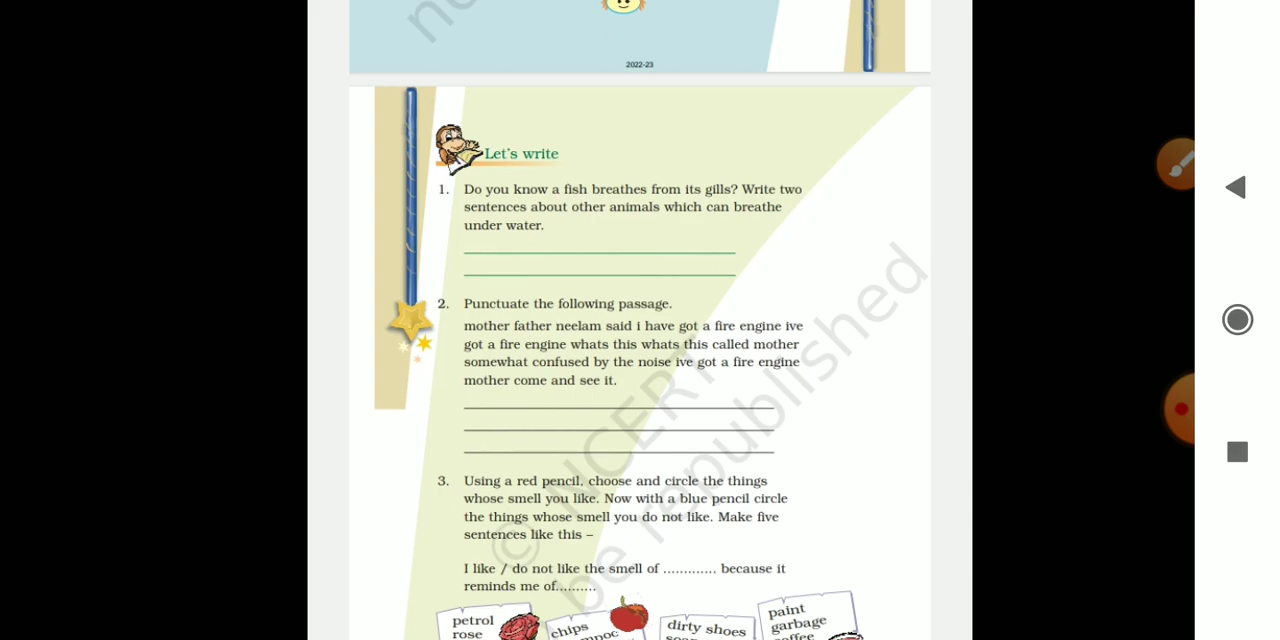 2022-23
Let's write
1. Do you know a fish breathes from its gills? Write two
sentences about other animals which can breathe
under water.
2. Punctuate the following passage.
mother father neelam said i have got a fire engine ive
got a fire engine whats this whats this called mother
somewhat confused by the noise ive got a fire engine
mother come and see it.
3. Using a red pencil, choose and circle the things
whose smell you like. Now with a blue pencil circle
the things whose smell you do not like. Make five
sentences like this –
I like / do not like the smell of ............. because it
reminds me of..........
petrol
rose
chips
dirty shoes
paint
garbage
coffee
© NCERT
be republished